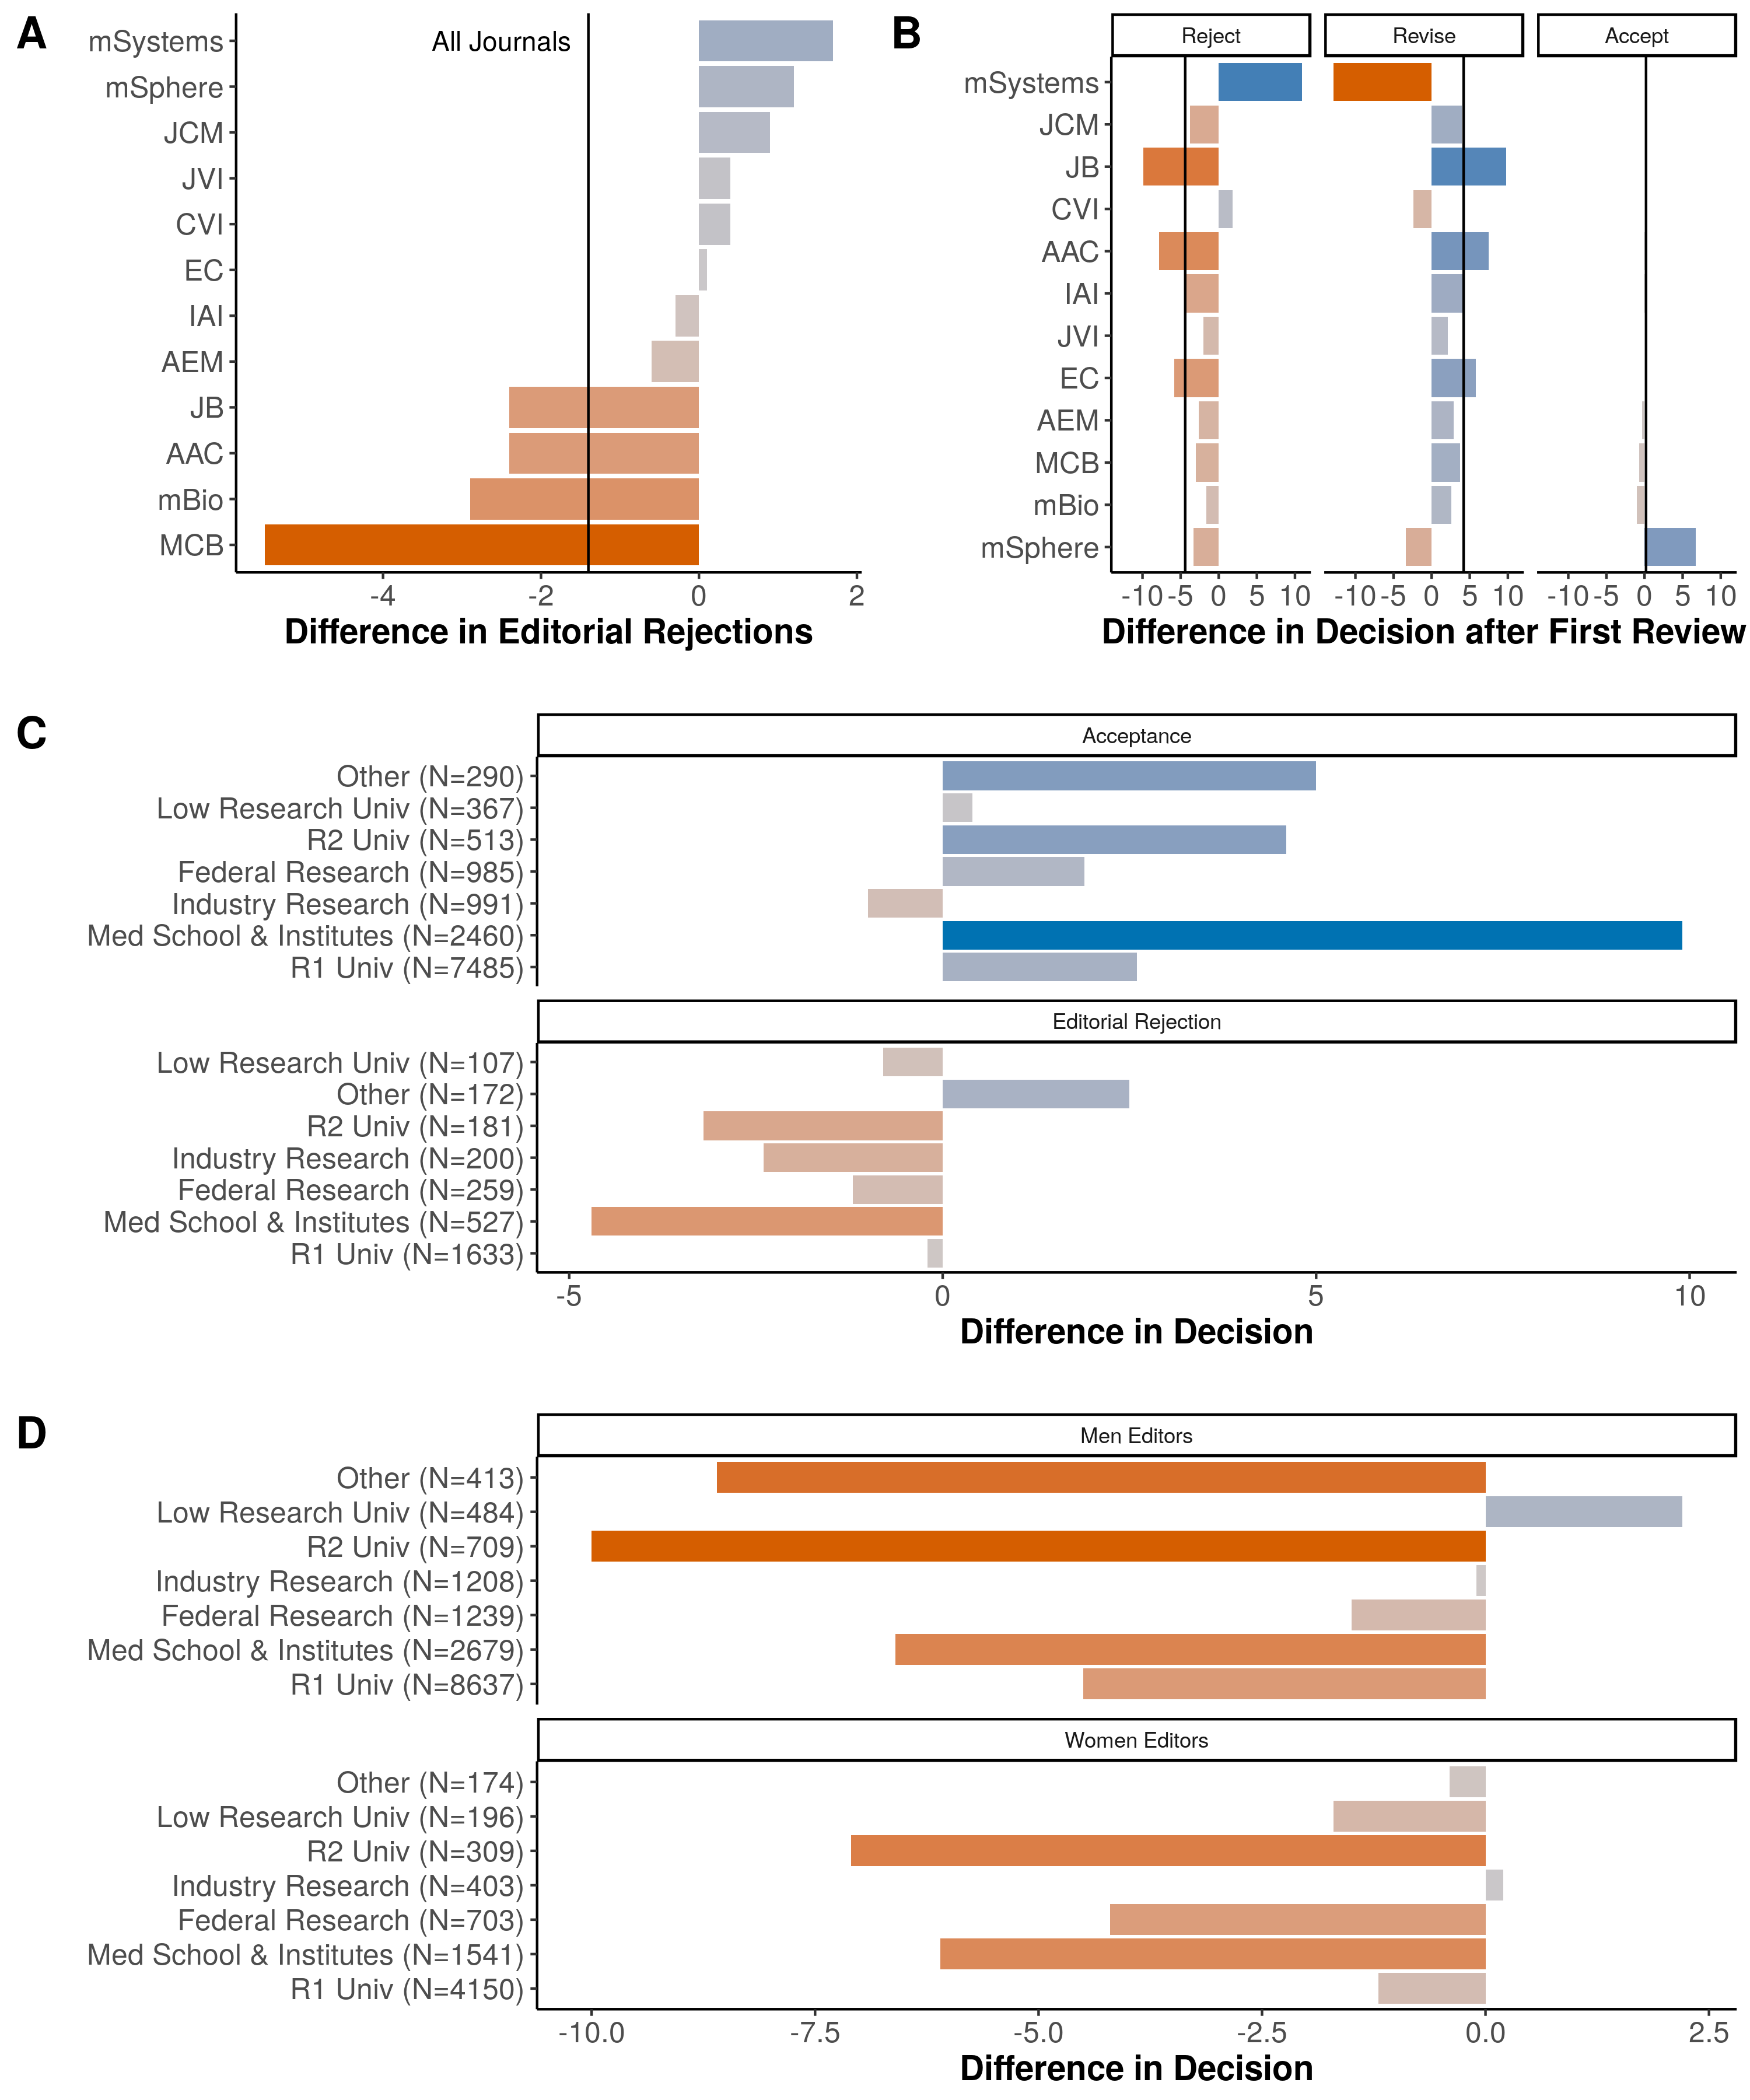 A
mSystems
mSphere
JCM
JVI
CVI
EC
IAI
AEM
JB
AAC
mBio
MCB
All Journals
-4 -2 0 2
Difference in Editorial Rejections
B
Reject Revise Accept
mSystems
JCM
JB
CVI
AAC
IAI
JVI
EC
AEM
MCB
mBio
mSphere
-10 -5 0 5 10 -10 -5 0 5 10 -10 -5 0 5 10
Difference in Decision after First Review
C
Acceptance
Other (N=290)
Low Research Univ (N=367)
R2 Univ (N=513)
Federal Research (N=985)
Industry Research (N=991)
Med School & Institutes (N=2460)
R1 Univ (N=7485)
Editorial Rejection
Low Research Univ (N=107)
Other (N=172)
R2 Univ (N=181)
Industry Research (N=200)
Federal Research (N=259)
Med School & Institutes (N=527)
R1 Univ (N=1633)
-5 0 5 10
Difference in Decision
D
Men Editors
Other (N=413)
Low Research Univ (N=484)
R2 Univ (N=709)
Industry Research (N=1208)
Federal Research (N=1239)
Med School & Institutes (N=2679)
R1 Univ (N=8637)
Women Editors
Other (N=174)
Low Research Univ (N=196)
R2 Univ (N=309)
Industry Research (N=403)
Federal Research (N=703)
Med School & Institutes (N=1541)
R1 Univ (N=4150)
-10.0 -7.5 -5.0 -2.5 0.0 2.5
Difference in Decision